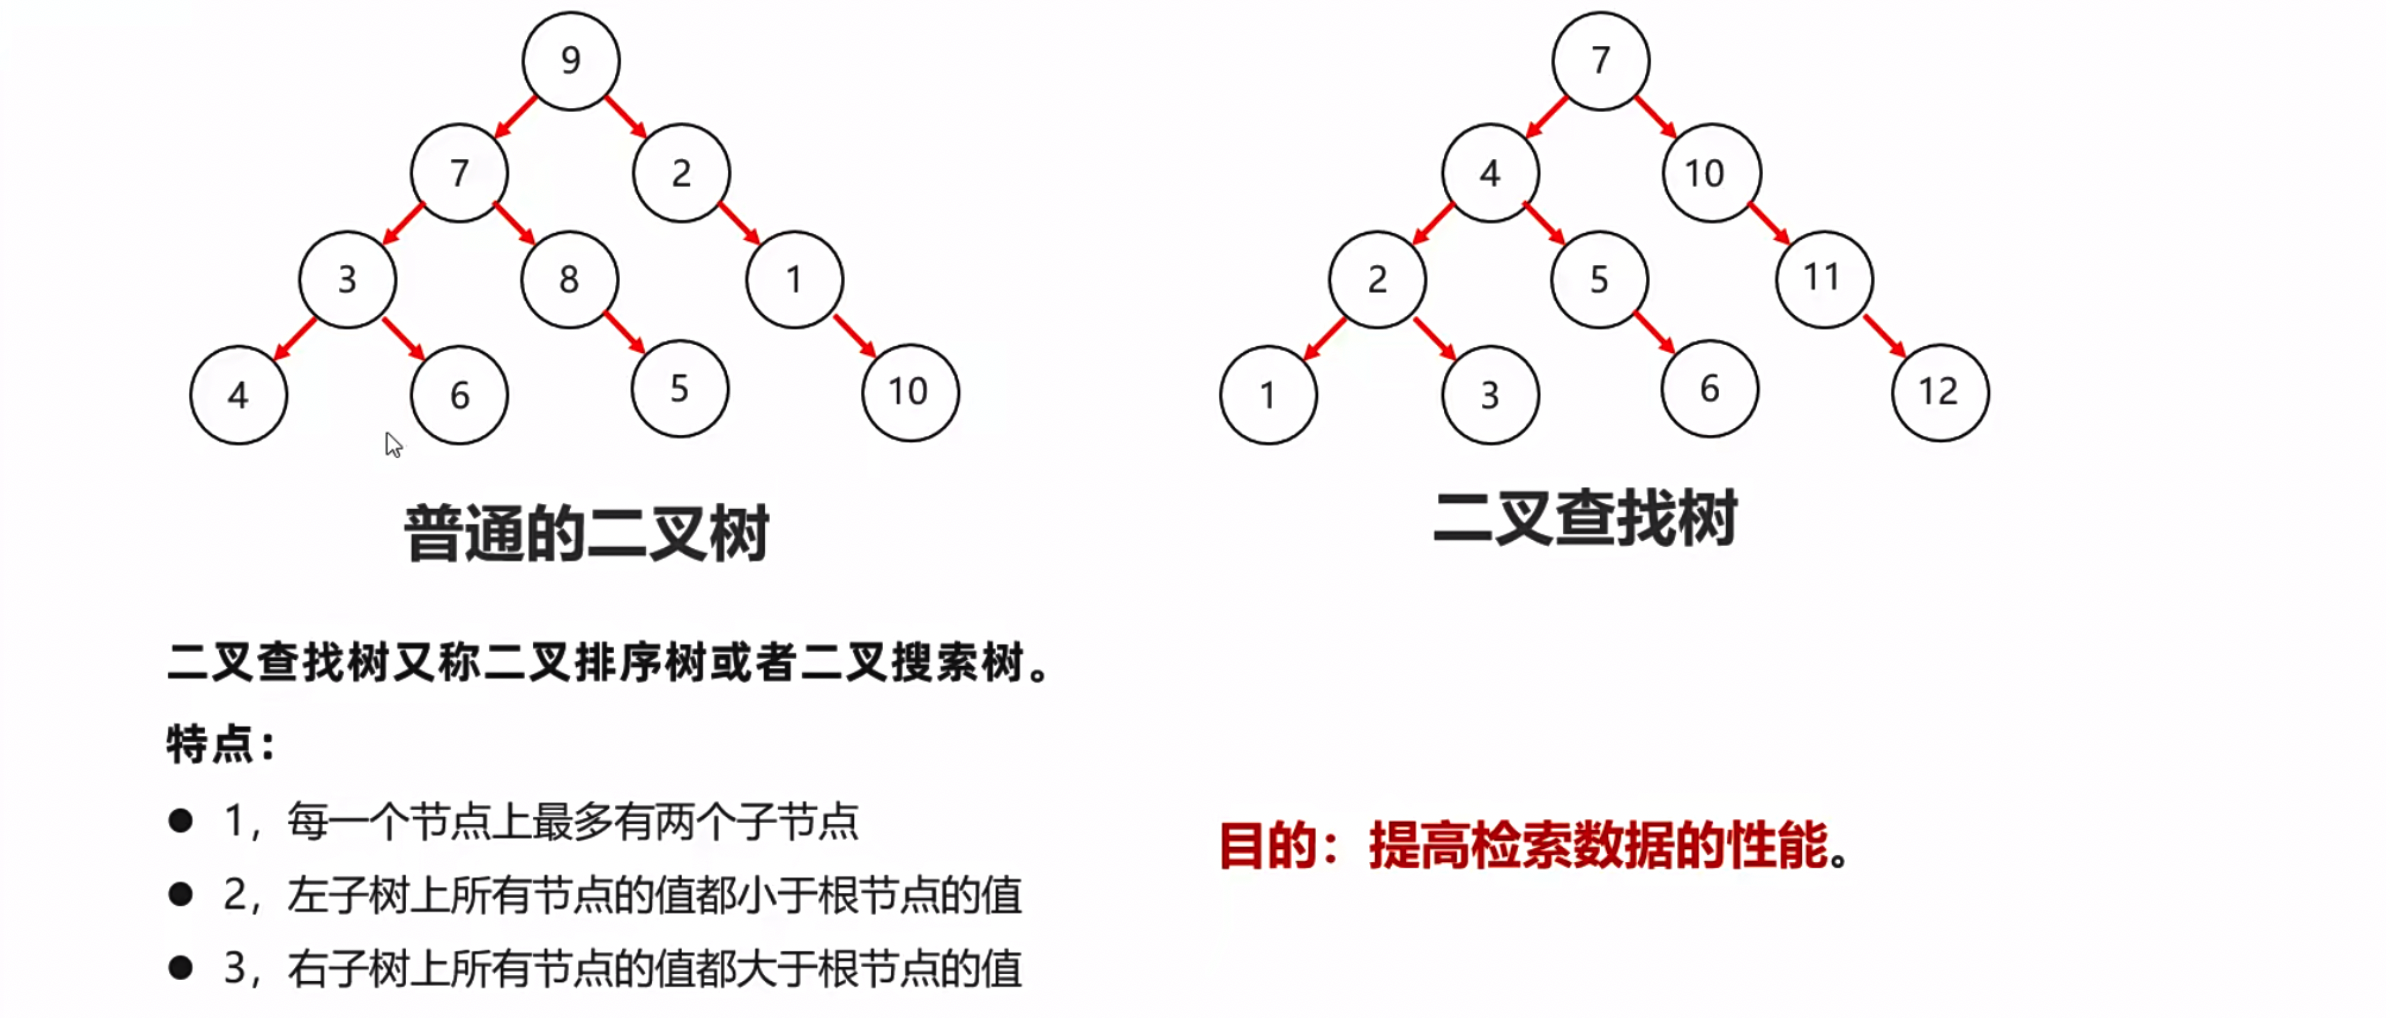 9
7
2
3
8
1
4
6
5
10
普通的二叉树
7
4
10
2
5
11
1
3
6
12
二叉查找树
二叉查找树又称二叉排序树或者二叉搜索树。
特点：
● 1，每一个节点上最多有两个子节点
● 2，左子树上所有节点的值都小于根节点的值
● 3，右子树上所有节点的值都大于根节点的值
目的：提高检索数据的性能。